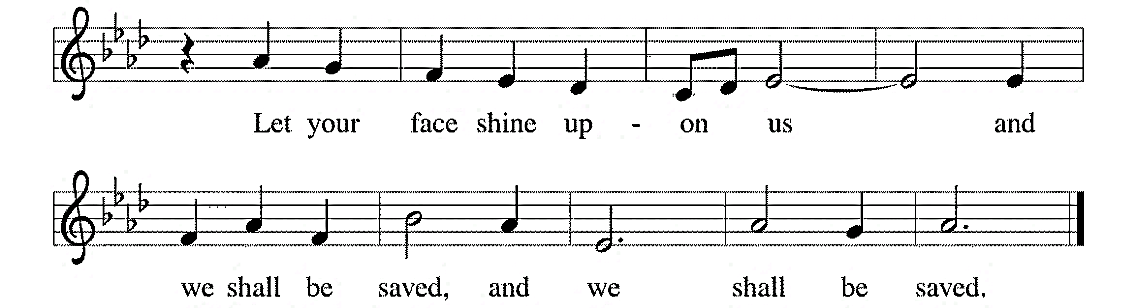 Let your face shine up - on us and
we shall be saved, and we shall be saved.